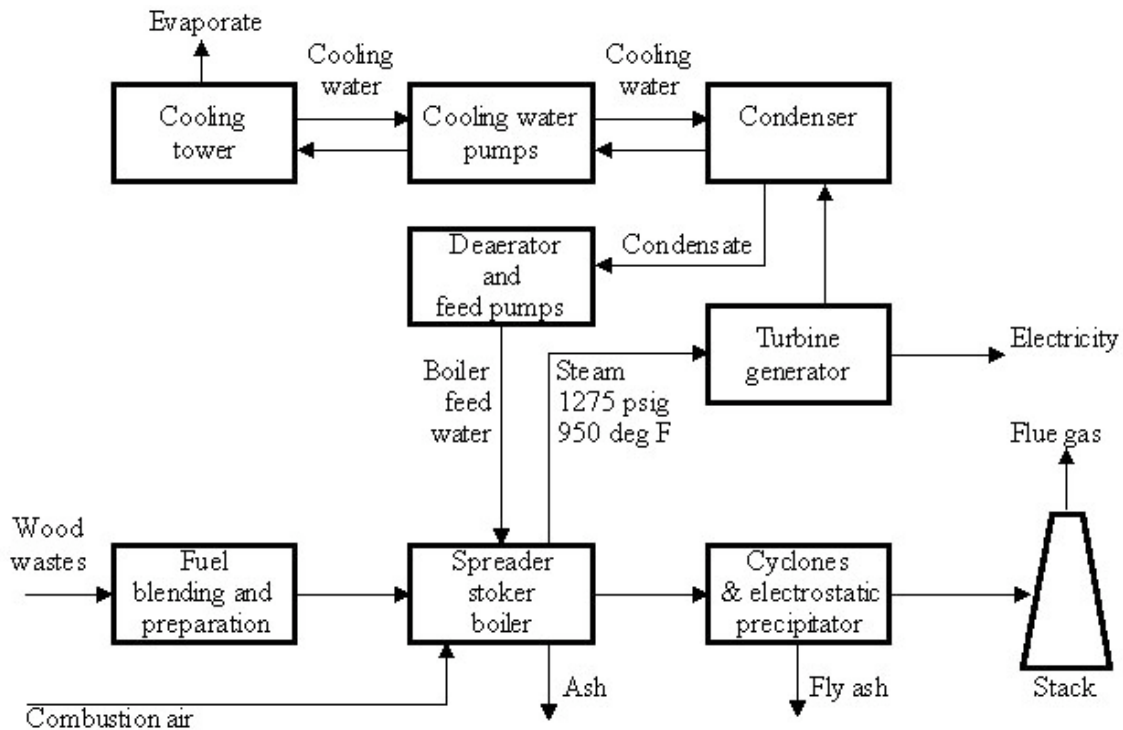 Evaporate
Cooling
water
Cooling
water
Cooling
tower
Cooling water
pumps
Condenser
Deaerator
and
feed pumps
Condensate
Turbine
generator
Electricity
Boiler
feed
water
Steam
1275 psig
950 deg F
Flue gas
Wood
wastes
Fuel
blending and
preparation
Spreader
stoker
boiler
Cyclones
& electrostatic
precipitator
Ash
Fly ash
Stack
Combustion air